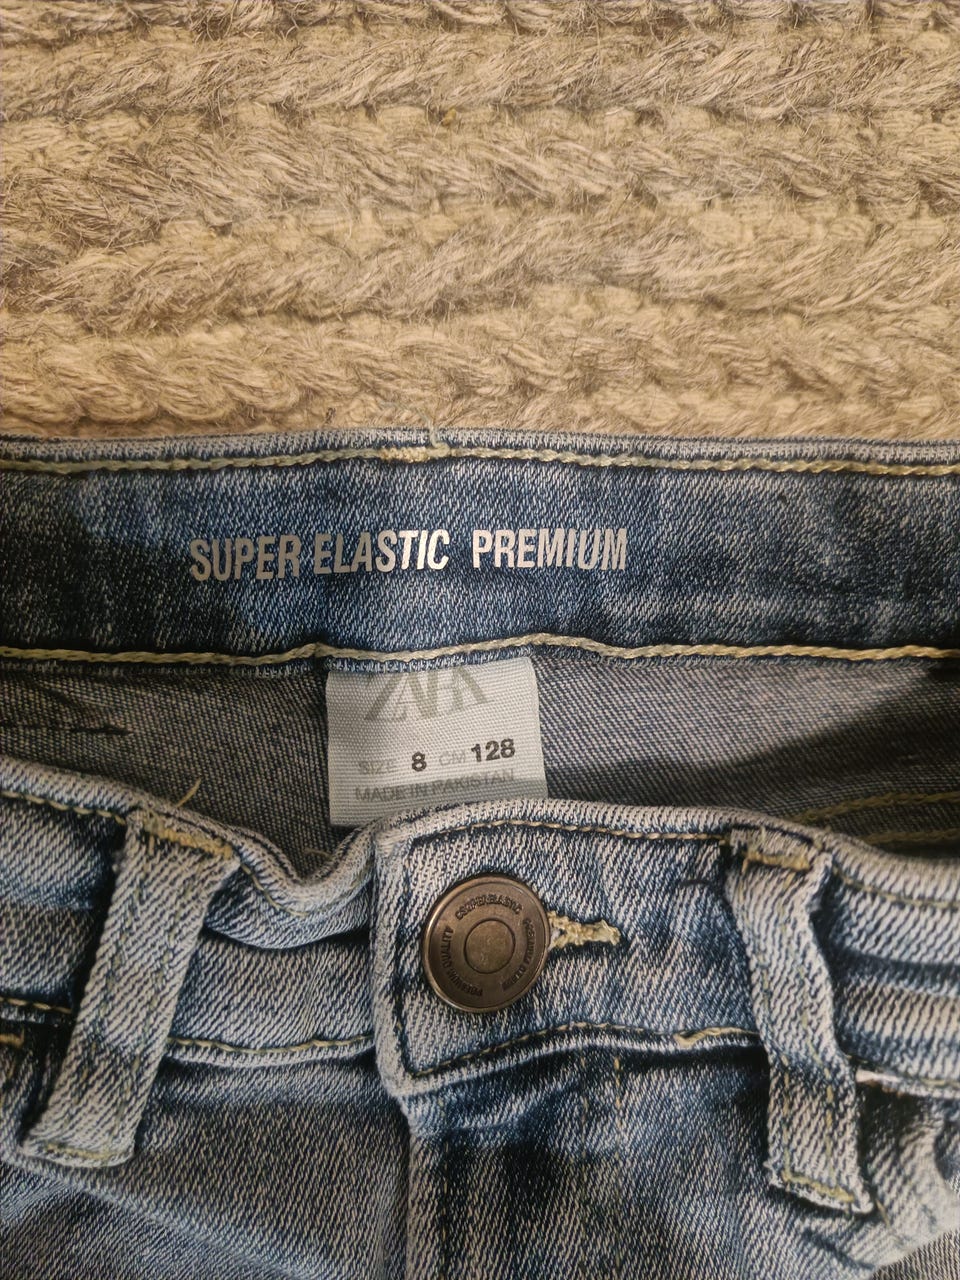 SUPER ELASTIC PREMIUM
ZARA
SIZE 8 CM 128
MADE IN PAKISTAN